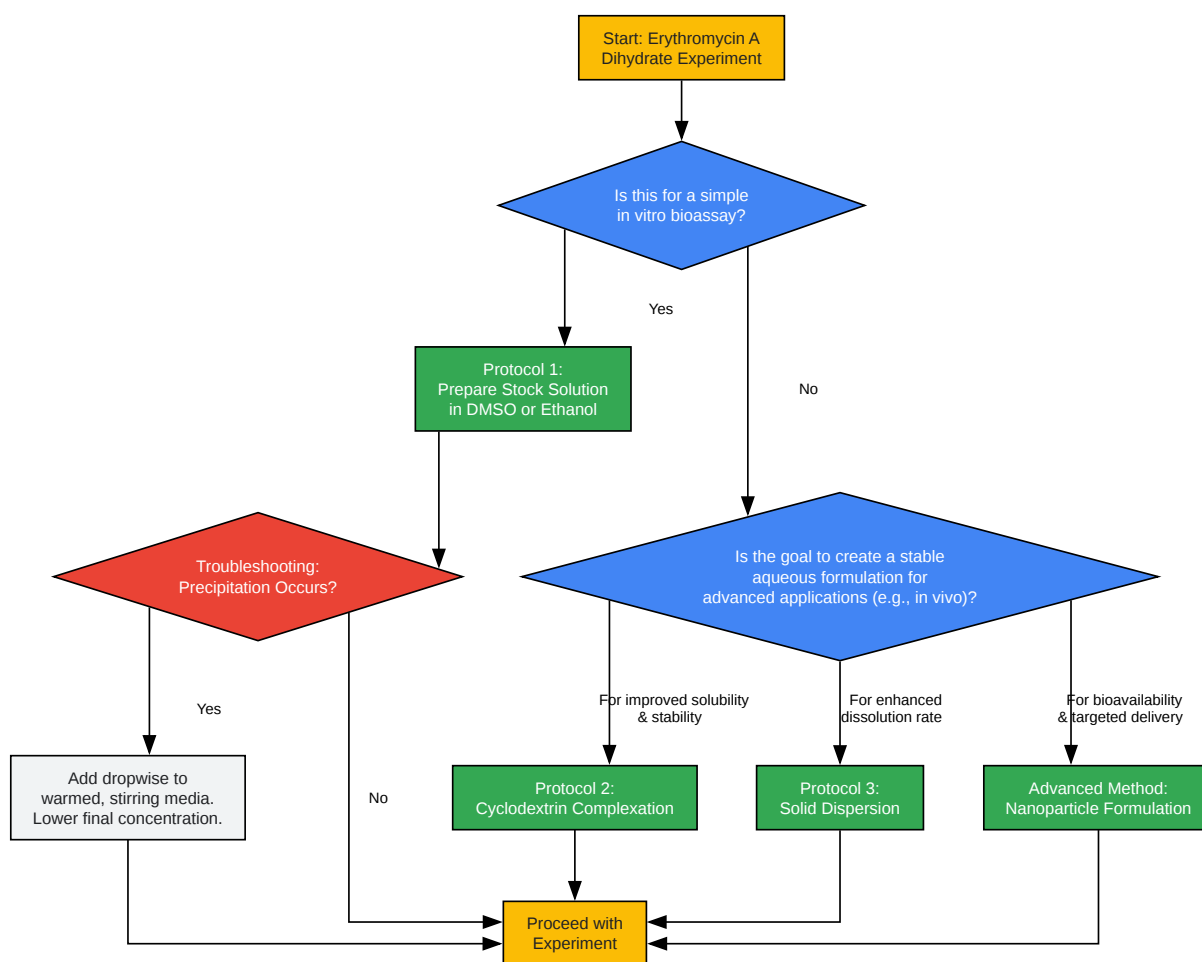 Start: Erythromycin A
Dihydrate Experiment
Is this for a simple
in vitro bioassay?
Yes
No
Protocol 1:
Prepare Stock Solution
in DMSO or Ethanol
Troubleshooting:
Precipitation Occurs?
Is the goal to create a stable
aqueous formulation for
advanced applications (e.g., in vivo)?
Yes
No
For improved solubility
& stability
For enhanced
dissolution rate
For bioavailability
& targeted delivery
Add dropwise to
warmed, stirring media.
Lower final concentration.
Protocol 2:
Cyclodextrin Complexation
Protocol 3:
Solid Dispersion
Advanced Method:
Nanoparticle Formulation
Proceed with
Experiment